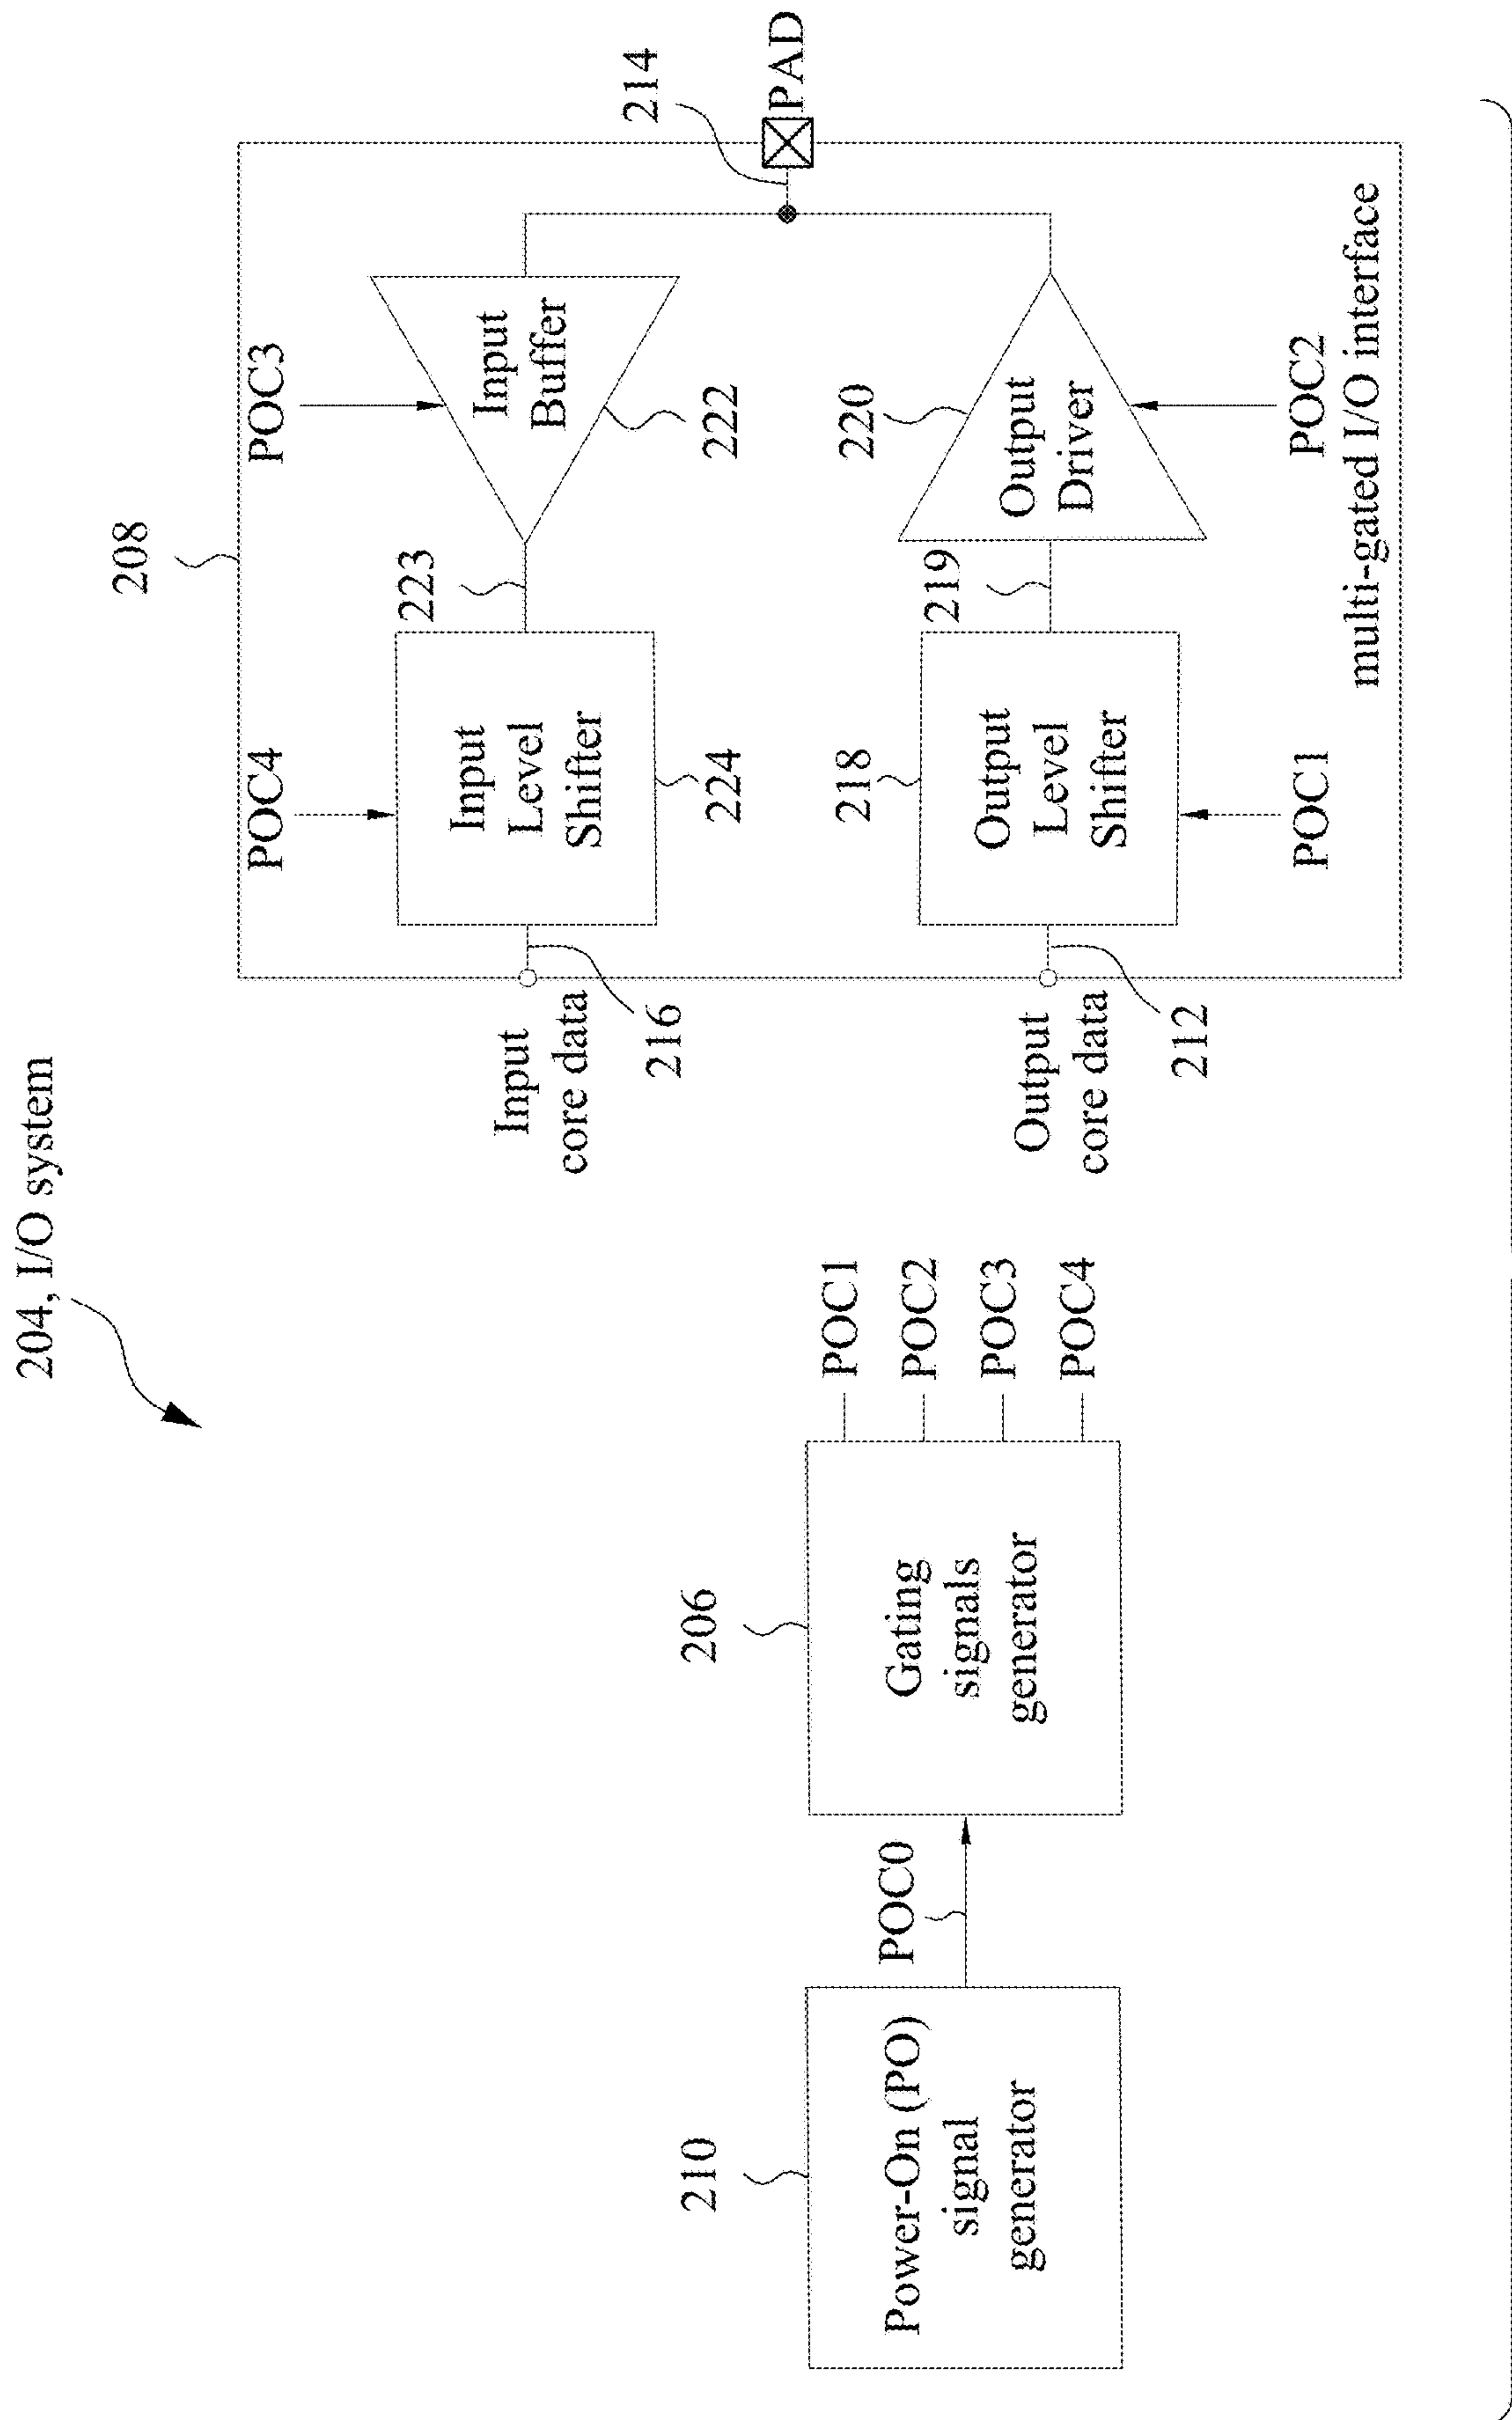 204, I/O system
208
POC4
POC3
Input
Level
Shifter
224
223
Input
Buffer
222
214
PAD
Input
core data
216
Output
core data
212
218
Output
Level
Shifter
219
220
Output
Driver
POC1
POC2
multi-gated I/O interface
210
Power-On (PO)
signal
generator
POC0
206
Gating
signals
generator
POC1
POC2
POC3
POC4